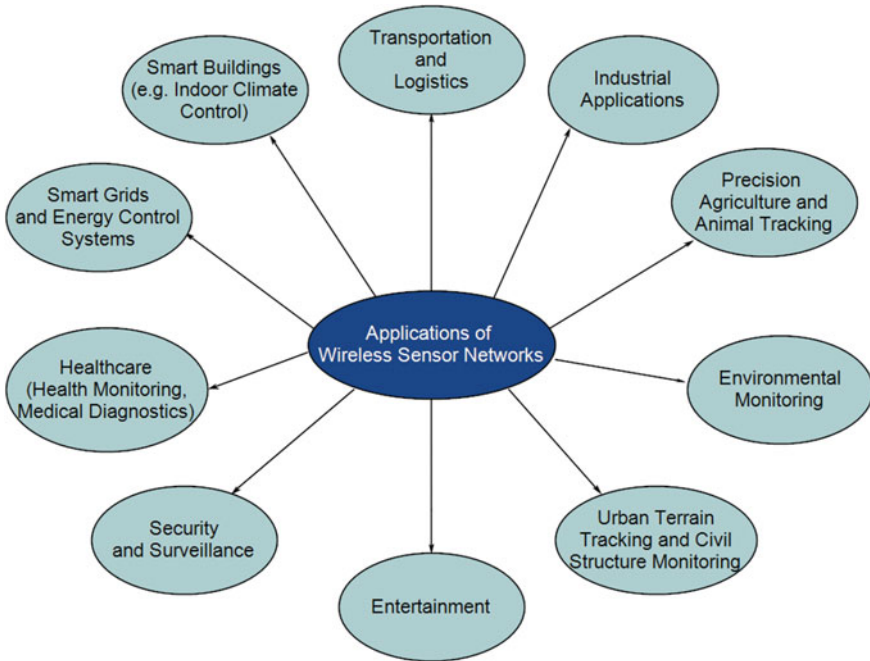 Transportation
and
Logistics
Smart Buildings
(e.g. Indoor Climate
Control)
Industrial
Applications
Smart Grids
and Energy Control
Systems
Precision
Agriculture and
Animal Tracking
Applications of
Wireless Sensor Networks
Healthcare
(Health Monitoring,
Medical Diagnostics)
Environmental
Monitoring
Security
and Surveillance
Urban Terrain
Tracking and Civil
Structure Monitoring
Entertainment